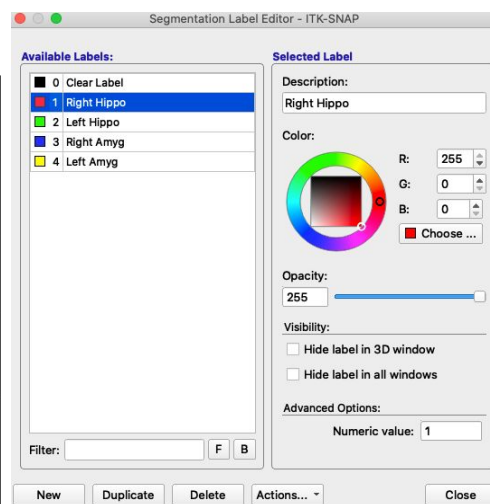 Segmentation Label Editor - ITK-SNAP
Available Labels:
0 Clear Label
1 Right Hippo
2 Left Hippo
3 Right Amyg
4 Left Amyg
Filter:
F
B
Selected Label
Description:
Right Hippo
Color:
R: 255
G: 0
B: 0
Choose ...
Opacity:
255
Visibility:
Hide label in 3D window
Hide label in all windows
Advanced Options:
Numeric value: 1
New
Duplicate
Delete
Actions...
Close